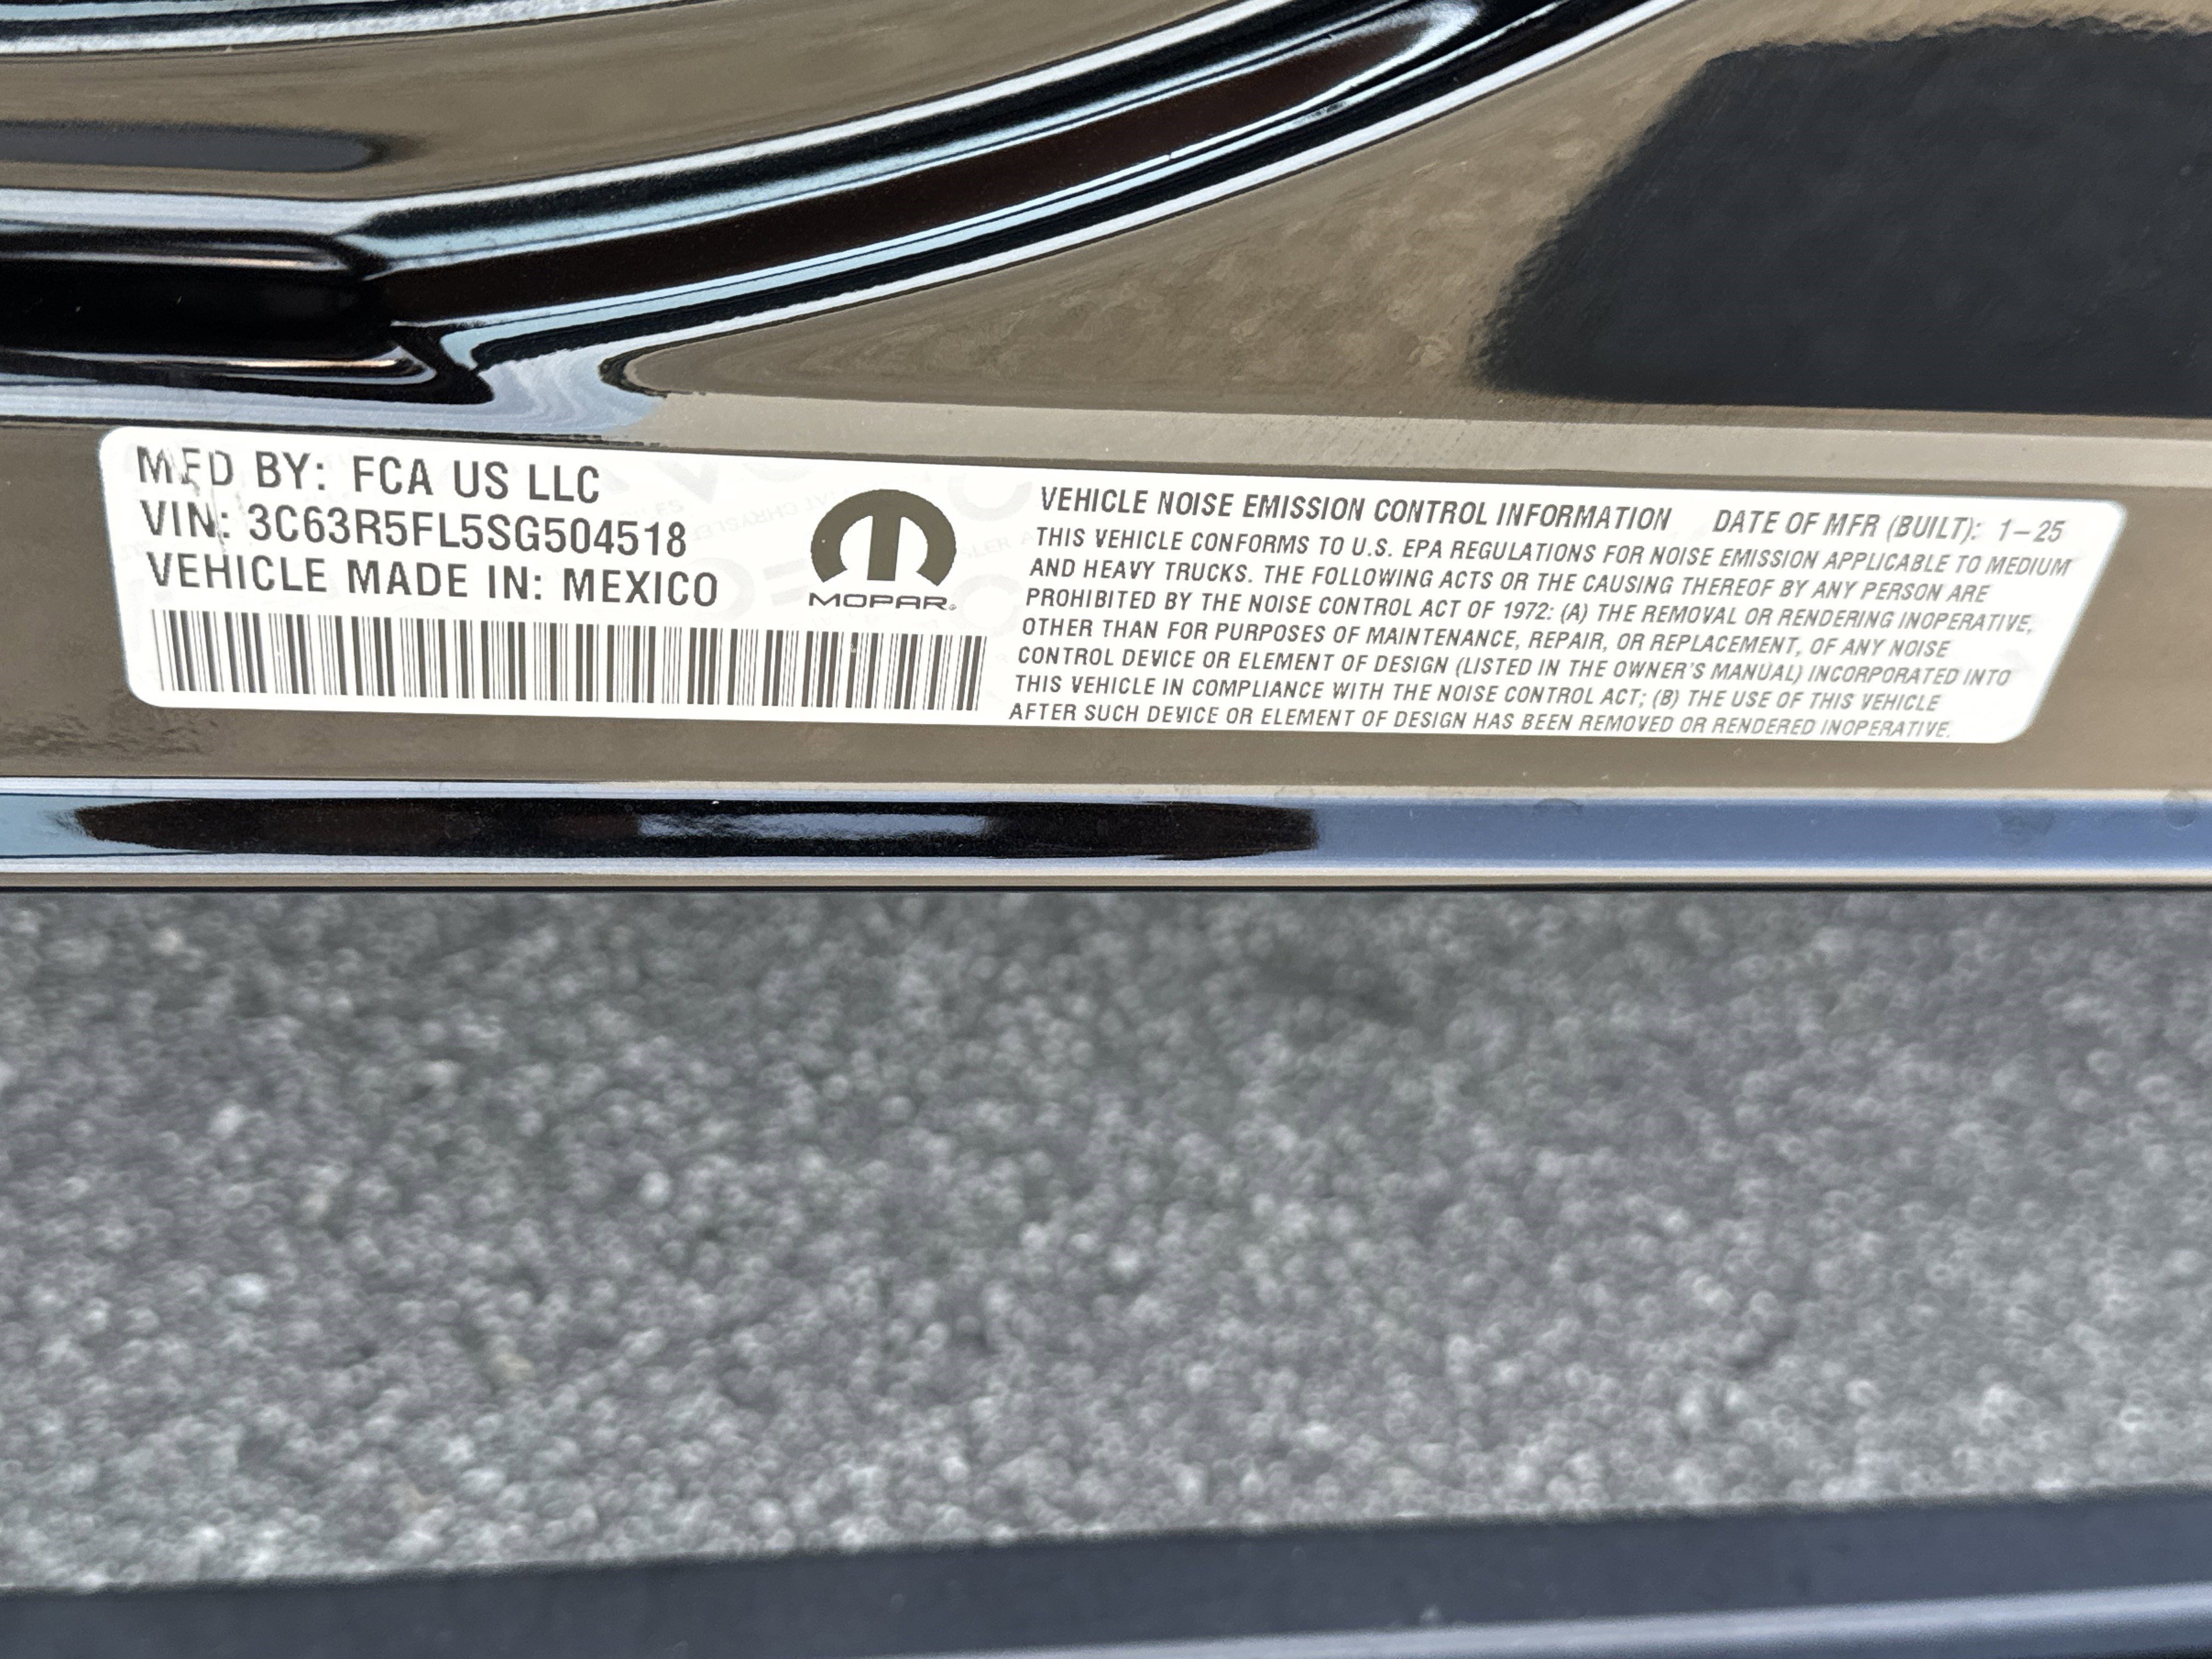 MFD BY: FCA US LLC
VIN: 3C63R5FL5SG504518
VEHICLE MADE IN: MEXICO
MOPAR®
VEHICLE NOISE EMISSION CONTROL INFORMATION DATE OF MFR (BUILT): 1-25
THIS VEHICLE CONFORMS TO U.S. EPA REGULATIONS FOR NOISE EMISSION APPLICABLE TO MEDIUM
AND HEAVY TRUCKS. THE FOLLOWING ACTS OR THE CAUSING THEREOF BY ANY PERSON ARE
PROHIBITED BY THE NOISE CONTROL ACT OF 1972: (A) THE REMOVAL OR RENDERING INOPERATIVE,
OTHER THAN FOR PURPOSES OF MAINTENANCE, REPAIR, OR REPLACEMENT, OF ANY NOISE
CONTROL DEVICE OR ELEMENT OF DESIGN (LISTED IN THE OWNER'S MANUAL) INCORPORATED INTO
THIS VEHICLE IN COMPLIANCE WITH THE NOISE CONTROL ACT; (B) THE USE OF THIS VEHICLE
AFTER SUCH DEVICE OR ELEMENT OF DESIGN HAS BEEN REMOVED OR RENDERED INOPERATIVE.